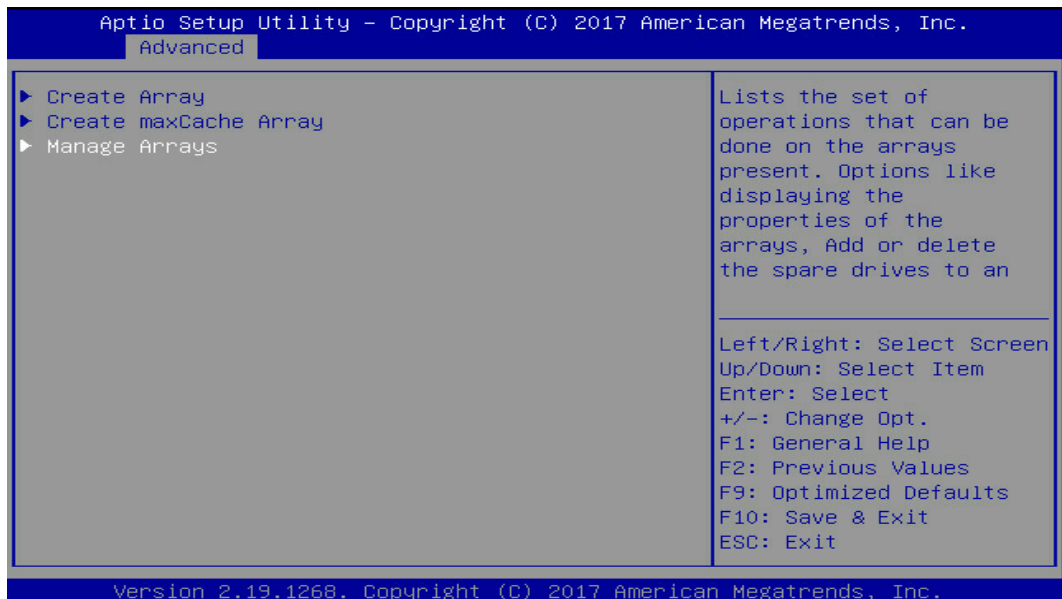 Aptio Setup Utility – Copyright (C) 2017 American Megatrends, Inc.
Advanced
Create Array
Create maxCache Array
Manage Arrays
Lists the set of
operations that can be
done on the arrays
present. Options like
displaying the
properties of the
arrays, Add or delete
the spare drives to an
Left/Right: Select Screen
Up/Down: Select Item
Enter: Select
+/-: Change Opt.
F1: General Help
F2: Previous Values
F9: Optimized Defaults
F10: Save & Exit
ESC: Exit
Version 2.19.1268. Copyright (C) 2017 American Megatrends, Inc.